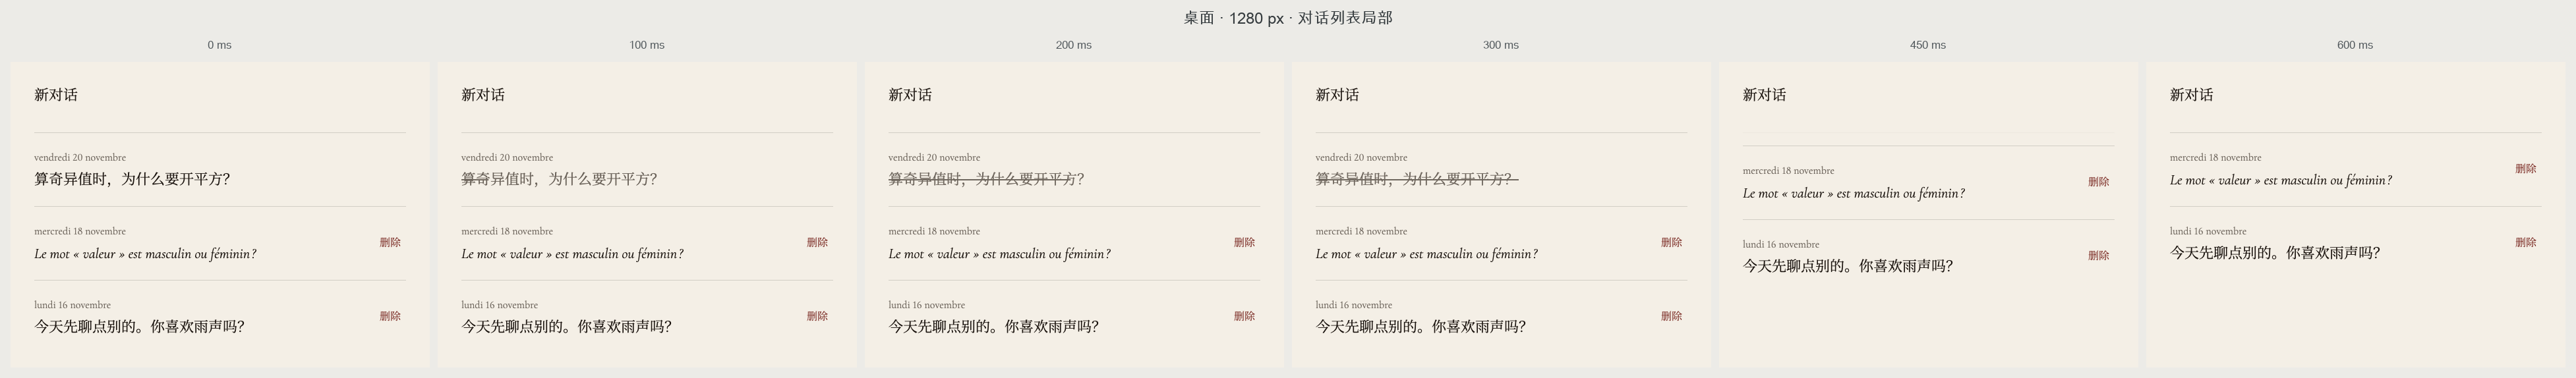 桌面 · 1280 px · 对话列表局部
0 ms
新对话
vendredi 20 novembre
算奇异值时，为什么要开平方？
mercredi 18 novembre
Le mot « valeur » est masculin ou féminin ?
删除
lundi 16 novembre
今天先聊点别的。你喜欢雨声吗？
删除
100 ms
新对话
vendredi 20 novembre
算奇异值时，为什么要开平方？
mercredi 18 novembre
Le mot « valeur » est masculin ou féminin ?
删除
lundi 16 novembre
今天先聊点别的。你喜欢雨声吗？
删除
200 ms
新对话
vendredi 20 novembre
算奇异值时，为什么要开平方？
mercredi 18 novembre
Le mot « valeur » est masculin ou féminin ?
删除
lundi 16 novembre
今天先聊点别的。你喜欢雨声吗？
删除
300 ms
新对话
vendredi 20 novembre
算奇异值时，为什么要开平方？
mercredi 18 novembre
Le mot « valeur » est masculin ou féminin ?
删除
lundi 16 novembre
今天先聊点别的。你喜欢雨声吗？
删除
450 ms
新对话
mercredi 18 novembre
Le mot « valeur » est masculin ou féminin ?
删除
lundi 16 novembre
今天先聊点别的。你喜欢雨声吗？
删除
600 ms
新对话
mercredi 18 novembre
Le mot « valeur » est masculin ou féminin ?
删除
lundi 16 novembre
今天先聊点别的。你喜欢雨声吗？
删除